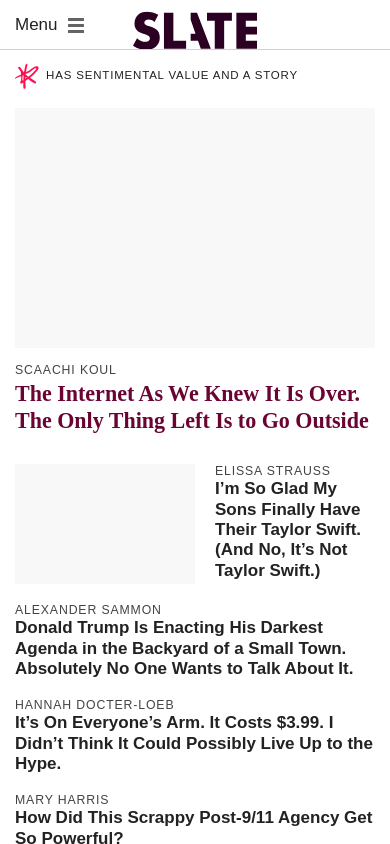 Menu
SLATE
HAS SENTIMENTAL VALUE AND A STORY
SCAACHI KOUL
The Internet As We Knew It Is Over.
The Only Thing Left Is to Go Outside
ELISSA STRAUSS
I’m So Glad My
Sons Finally Have
Their Taylor Swift.
(And No, It’s Not
Taylor Swift.)
ALEXANDER SAMMON
Donald Trump Is Enacting His Darkest
Agenda in the Backyard of a Small Town.
Absolutely No One Wants to Talk About It.
HANNAH DOCTER-LOEB
It’s On Everyone’s Arm. It Costs $3.99. I
Didn’t Think It Could Possibly Live Up to the
Hype.
MARY HARRIS
How Did This Scrappy Post-9/11 Agency Get
So Powerful?